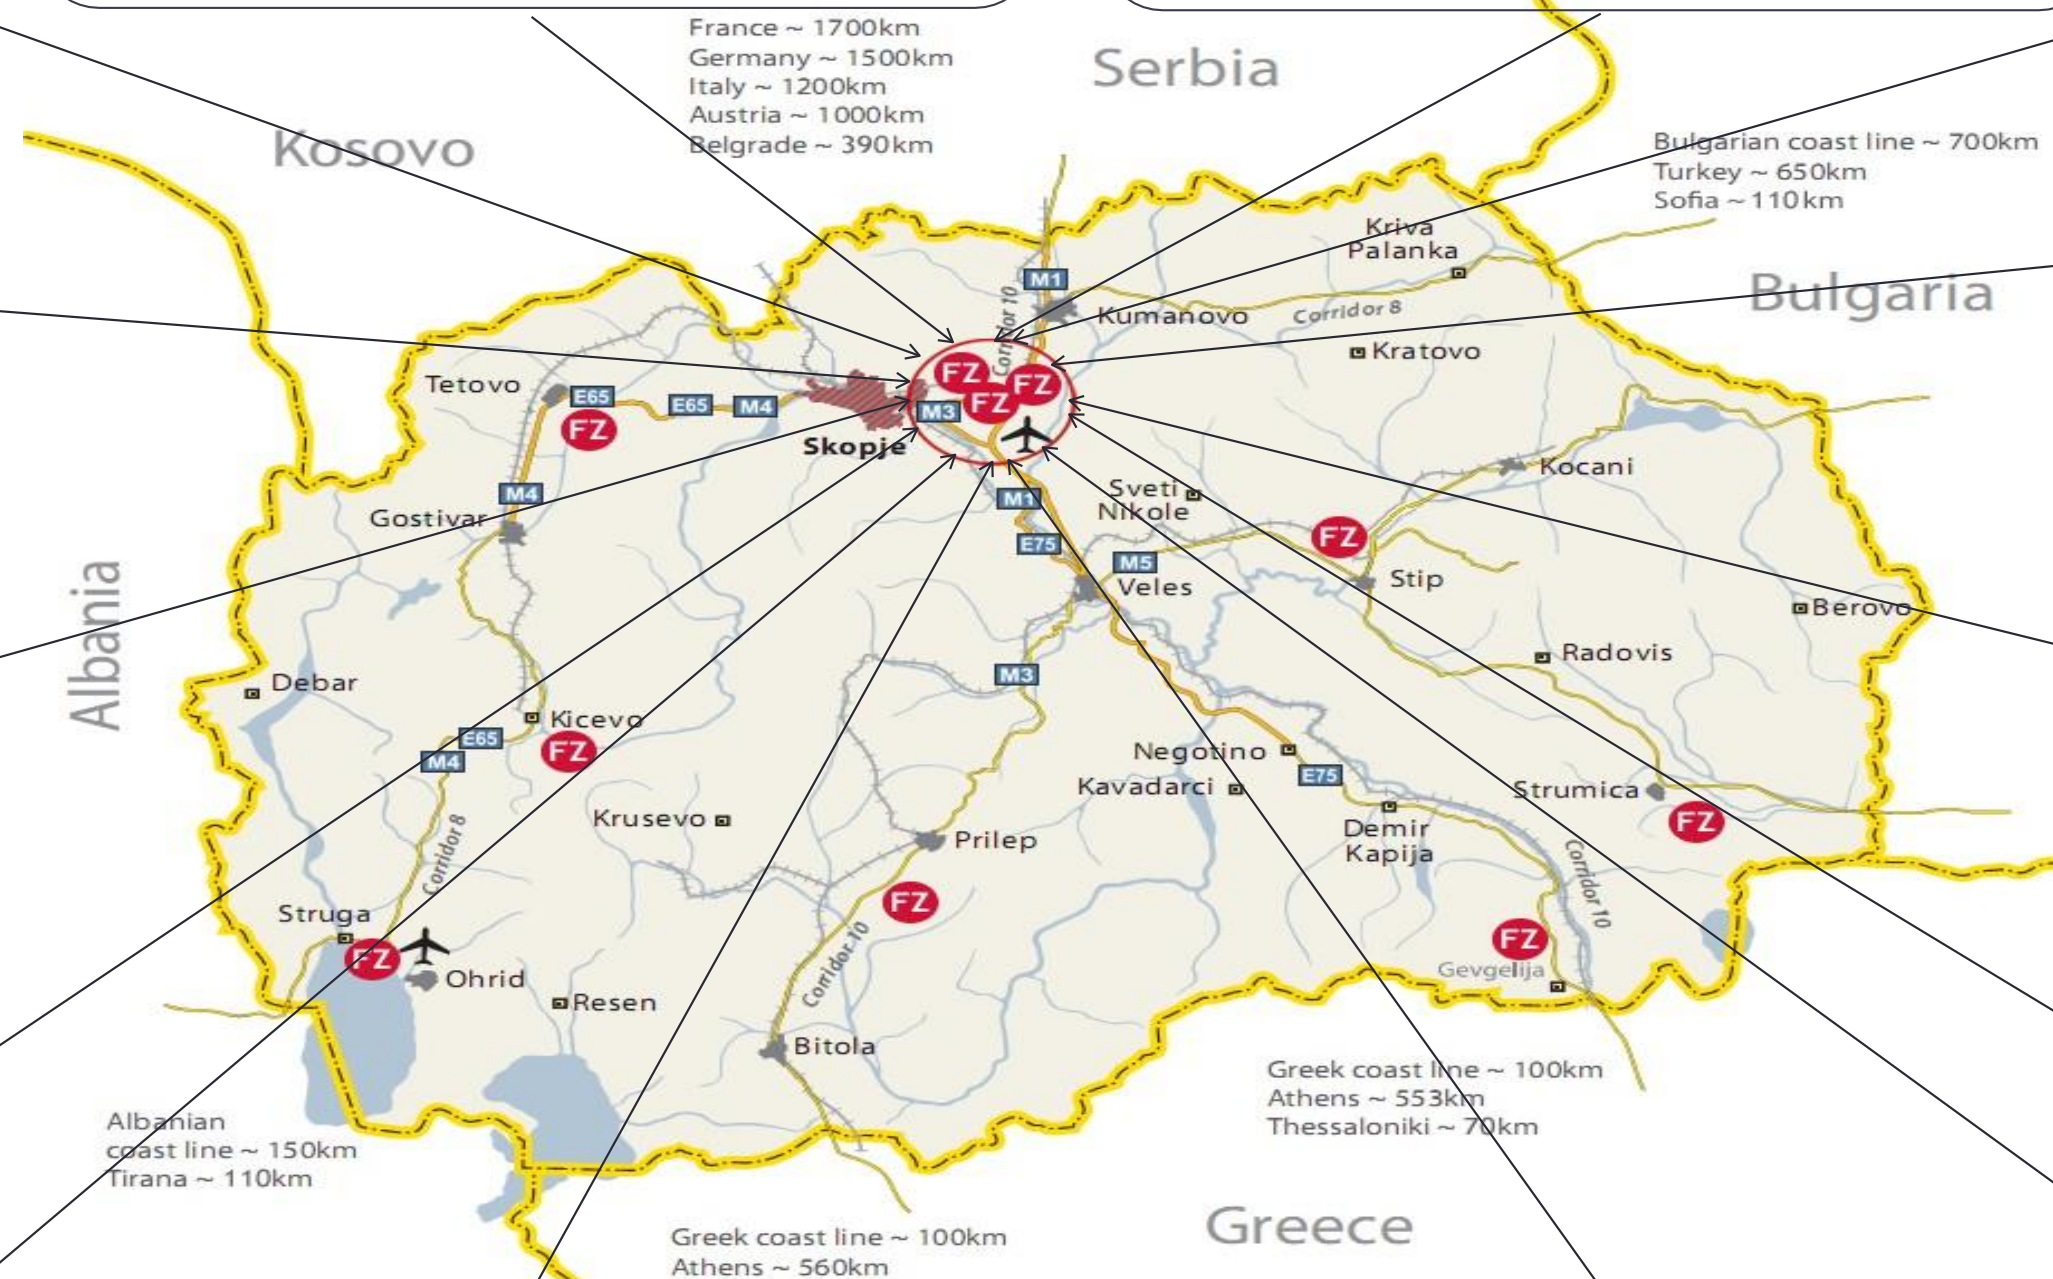 France ~ 1700km
Germany ~ 1500km
Italy ~ 1200km
Austria ~ 1000km
Belgrade ~ 390km
Serbia
Kosovo
Bulgarian coast line ~ 700km
Turkey ~ 650km
Sofia ~ 110km
Kriva
Palanka
M1
Bulgaria
Corridor 10
Kumanovo
Corridor 8
Kratovo
Tetovo
E65
E65
M4
FZ
FZ
FZ
M3
FZ
Skopje
Kocani
M4
Gostivar
Sveti
Nikole
M1
FZ
E75
M5
Stip
Veles
Berovo
Albania
Radovis
M3
Debar
Kicevo
E65
FZ
M4
Negotino
E75
Kavadarci
Strumica
FZ
Krusevo
Demir
Kapija
Prilep
Corridor 8
Corridor 10
FZ
Struga
FZ
FZ
Corridor 10
Gevgelija
Ohrid
Resen
Bitola
Greek coast line ~ 100km
Athens ~ 553km
Thessaloniki ~ 70km
Albanian
coast line ~ 150km
Tirana ~ 110km
Greece
Greek coast line ~ 100km
Athens ~ 560km